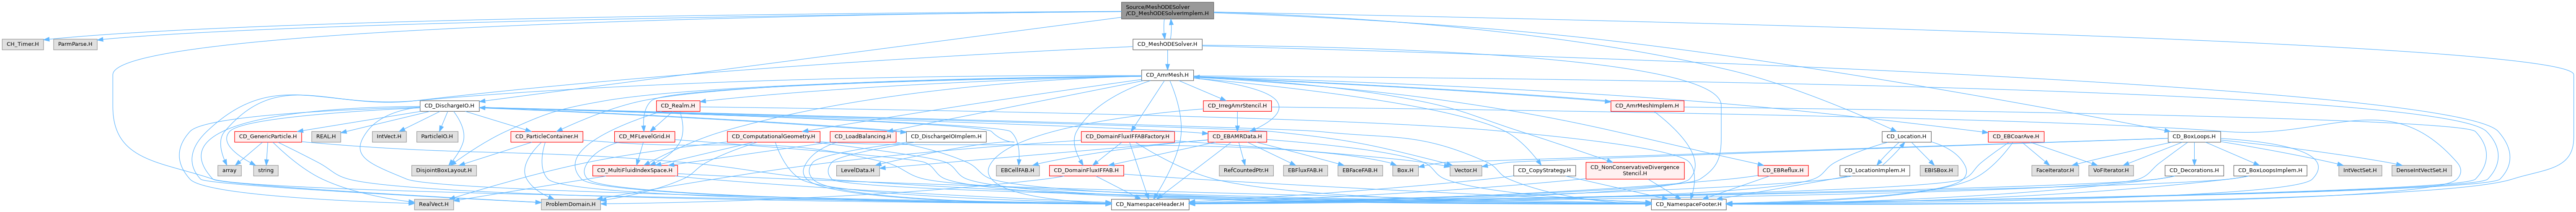 Source/MeshODESolver
/CD_MeshODESolverImplem.H
CH_Timer.H
ParmParse.H
CD_MeshODESolver.H
CD_AmrMesh.H
CD_DischargeIO.H
CD_Realm.H
CD_IrregAmrStencil.H
CD_AmrMeshImplem.H
CD_GenericParticle.H
REAL.H
IntVect.H
ParticleIO.H
CD_ParticleContainer.H
CD_MFLevelGrid.H
CD_ComputationalGeometry.H
CD_LoadBalancing.H
CD_DischargeIOImplem.H
CD_DomainFluxIFFABFactory.H
CD_EBAMRData.H
CD_Location.H
CD_EBCoarAve.H
CD_BoxLoops.H
array
string
DisjointBoxLayout.H
CD_MultiFluidIndexSpace.H
LevelData.H
EBCellFAB.H
CD_DomainFluxIFFAB.H
RefCountedPtr.H
EBFluxFAB.H
EBFaceFAB.H
Box.H
Vector.H
CD_CopyStrategy.H
CD_NonConservativeDivergence
Stencil.H
CD_EBReflux.H
CD_LocationImplem.H
EBISBox.H
FaceIterator.H
VoFIterator.H
CD_Decorations.H
CD_BoxLoopsImplem.H
IntVectSet.H
DenseIntVectSet.H
RealVect.H
ProblemDomain.H
CD_NamespaceHeader.H
CD_NamespaceFooter.H